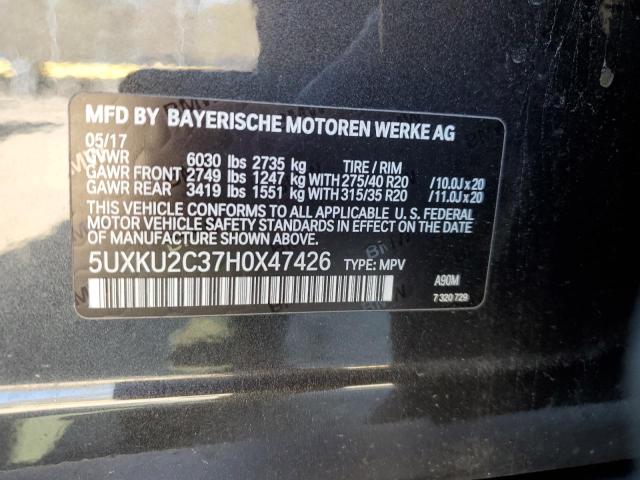 MFD BY BAYERISCHE MOTOREN WERKE AG
05/17
GVWR 6030 lbs 2735 kg TIRE / RIM
GAWR FRONT 2749 lbs 1247 kg WITH 275/40 R20 /10.0J x 20
GAWR REAR 3419 lbs 1551 kg WITH 315/35 R20 /11.0J x 20
THIS VEHICLE CONFORMS TO ALL APPLICABLE U. S. FEDERAL
MOTOR VEHICLE SAFETY STANDARDS IN EFFECT ON THE DATE
OF MANUFACTURE SHOWN ABOVE.
5UXKU2C37H0X47426 TYPE: MPV
A90M
7 320 729